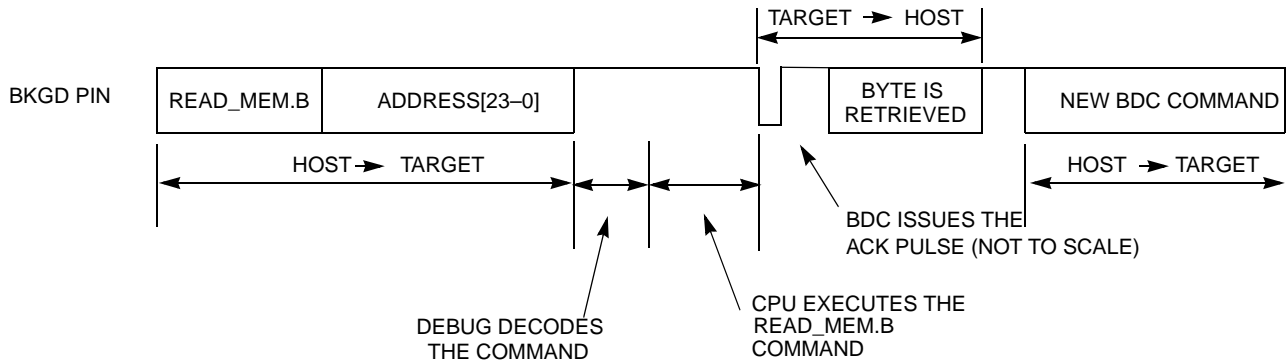 TARGET → HOST
BKGD PIN
READ_MEM.B
ADDRESS[23–0]
BYTE IS
RETRIEVED
NEW BDC COMMAND
HOST → TARGET
HOST → TARGET
BDC ISSUES THE
ACK PULSE (NOT TO SCALE)
DEBUG DECODES
THE COMMAND
CPU EXECUTES THE
READ_MEM.B
COMMAND